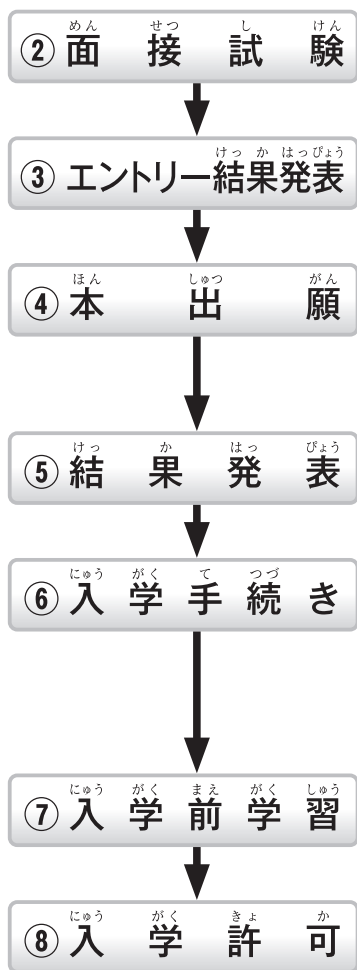 ②面接試験
③エントリー結果発表
④本出願
⑤結果発表
⑥入学手続き
⑦入学前学習
⑧入学許可